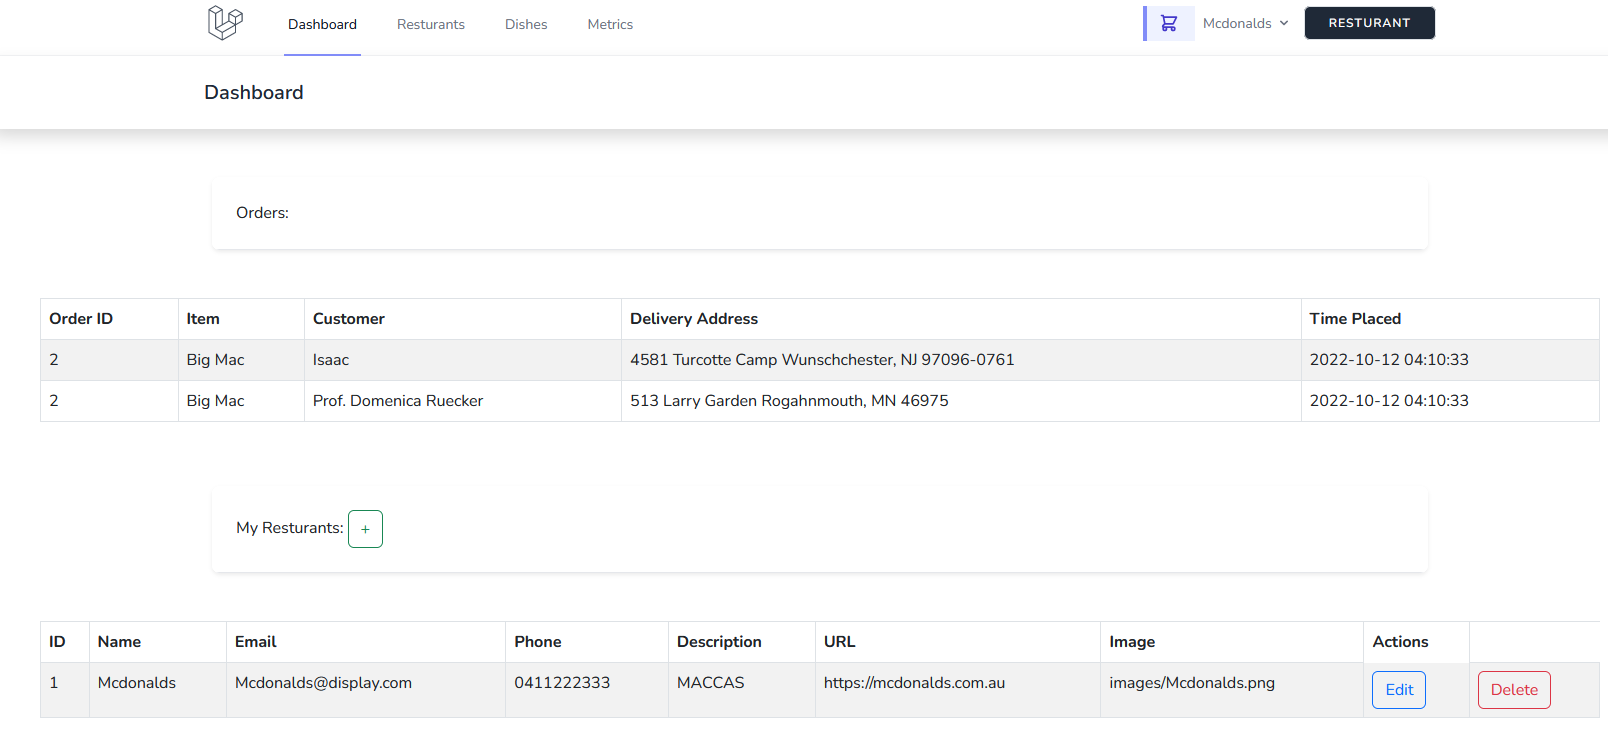 Dashboard Resturants Dishes Metrics Mcdonalds RESTURANT
Dashboard
Orders:
Order ID Item Customer Delivery Address Time Placed
2 Big Mac Isaac 4581 Turcotte Camp Wunschchester, NJ 97096-0761 2022-10-12 04:10:33
2 Big Mac Prof. Domenica Ruecker 513 Larry Garden Rogahnmouth, MN 46975 2022-10-12 04:10:33
My Resturants: +
ID Name Email Phone Description URL Image Actions
1 Mcdonalds Mcdonalds@display.com 0411222333 MACCAS https://mcdonalds.com.au images/Mcdonalds.png Edit Delete